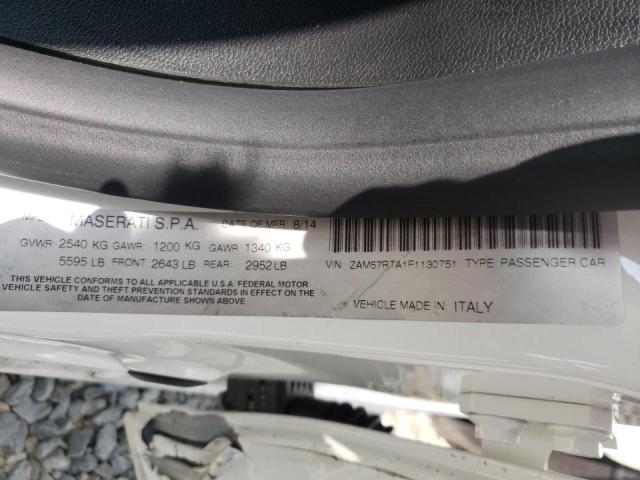 MASERATI S.P.A. DATE OF MFR 8/14
GVWR 2540 KG GAWR 1200 KG GAWR 1340 KG
5595 LB FRONT 2643 LB REAR 2952 LB
THIS VEHICLE CONFORMS TO ALL APPLICABLE U.S.A. FEDERAL MOTOR
VEHICLE SAFETY AND THEFT PREVENTION STANDARDS IN EFFECT ON THE
DATE OF MANUFACTURE SHOWN ABOVE
VIN: ZAM57RTA1F1130751 TYPE PASSENGER CAR
VEHICLE MADE IN ITALY